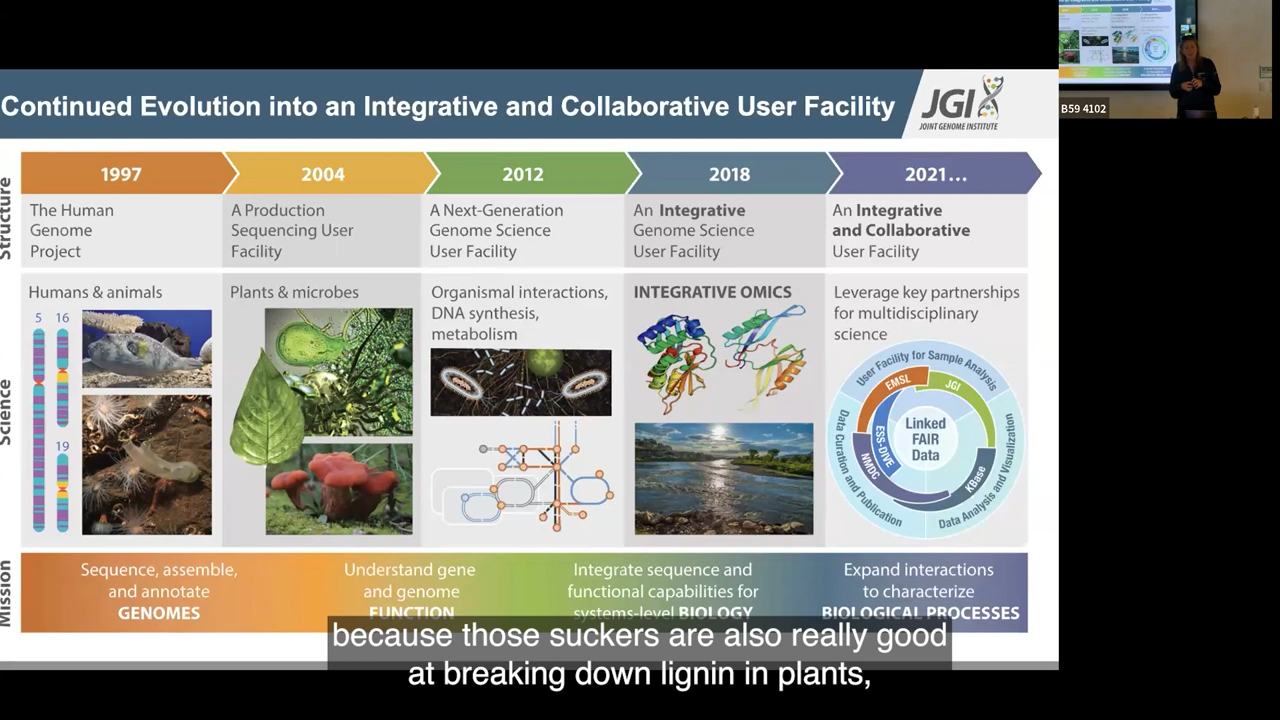 Continued Evolution into an Integrative and Collaborative User Facility
JGI
JOINT GENOME INSTITUTE
B59 4102
Structure
1997
2004
2012
2018
2021...
The Human
Genome
Project
A Production
Sequencing User
Facility
A Next-Generation
Genome Science
User Facility
An Integrative
Genome Science
User Facility
An Integrative
and Collaborative
User Facility
Science
Humans & animals
5 16
19
Plants & microbes
Organismal interactions,
DNA synthesis,
metabolism
INTEGRATIVE OMICS
Leverage key partnerships
for multidisciplinary
science
User Facility for Sample Analysis
EMSL
JGI
ESS-DIVE
NMDC
KBase
Linked
FAIR
Data
Data Curation and Publication
Data Analysis and Visualization
Mission
Sequence, assemble,
and annotate
GENOMES
Understand gene
and genome
FUNCTION
Integrate sequence and
functional capabilities for
systems-level BIOLOGY
Expand interactions
to characterize
BIOLOGICAL PROCESSES
because those suckers are also really good
at breaking down lignin in plants,